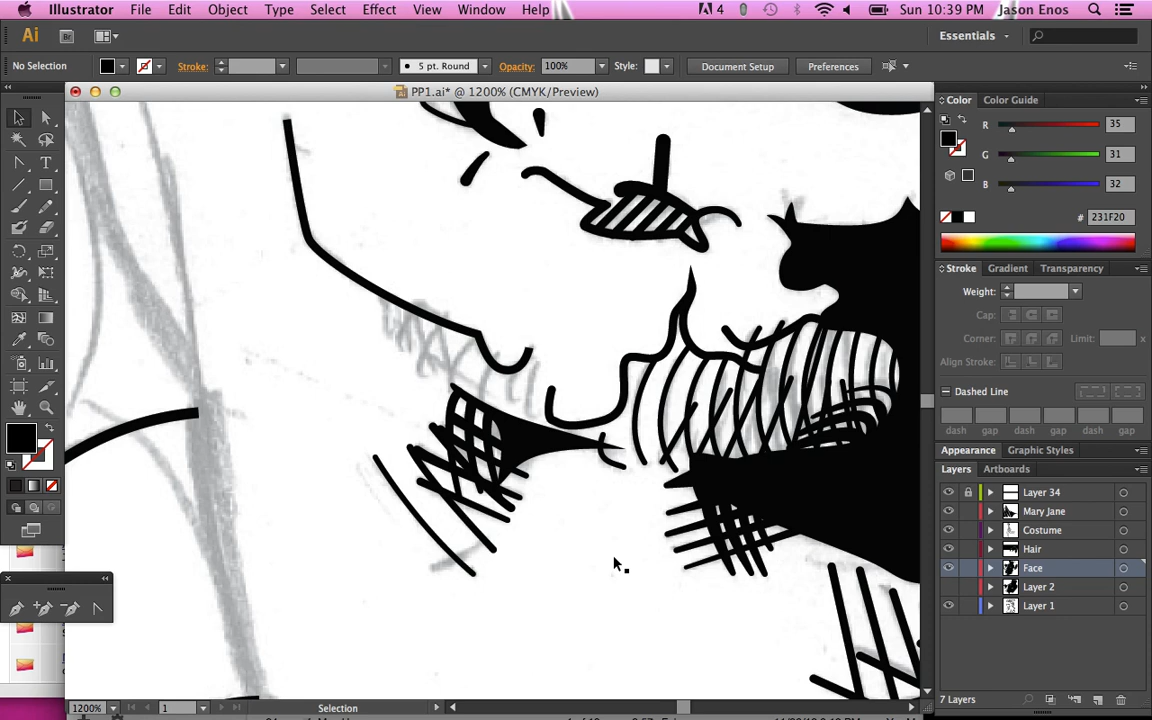 Illustrator File Edit Object Type Select Effect View Window Help 4 Sun 10:39 PM Jason Enos
Ai Br Essentials
No Selection Stroke: 5 pt. Round Opacity: 100% Style: Document Setup Preferences
PP1.ai* @ 1200% (CMYK/Preview)
Color Color Guide
R 35
G 31
B 32
# 231F20
Stroke Gradient Transparency
Weight:
Cap:
Corner: Limit:
Align Stroke:
Dashed Line
dash gap dash gap dash gap
Appearance Graphic Styles
Layers Artboards
Layer 34
Mary Jane
Costume
Hair
Face
Layer 2
Layer 1
7 Layers
1200% 1 Selection